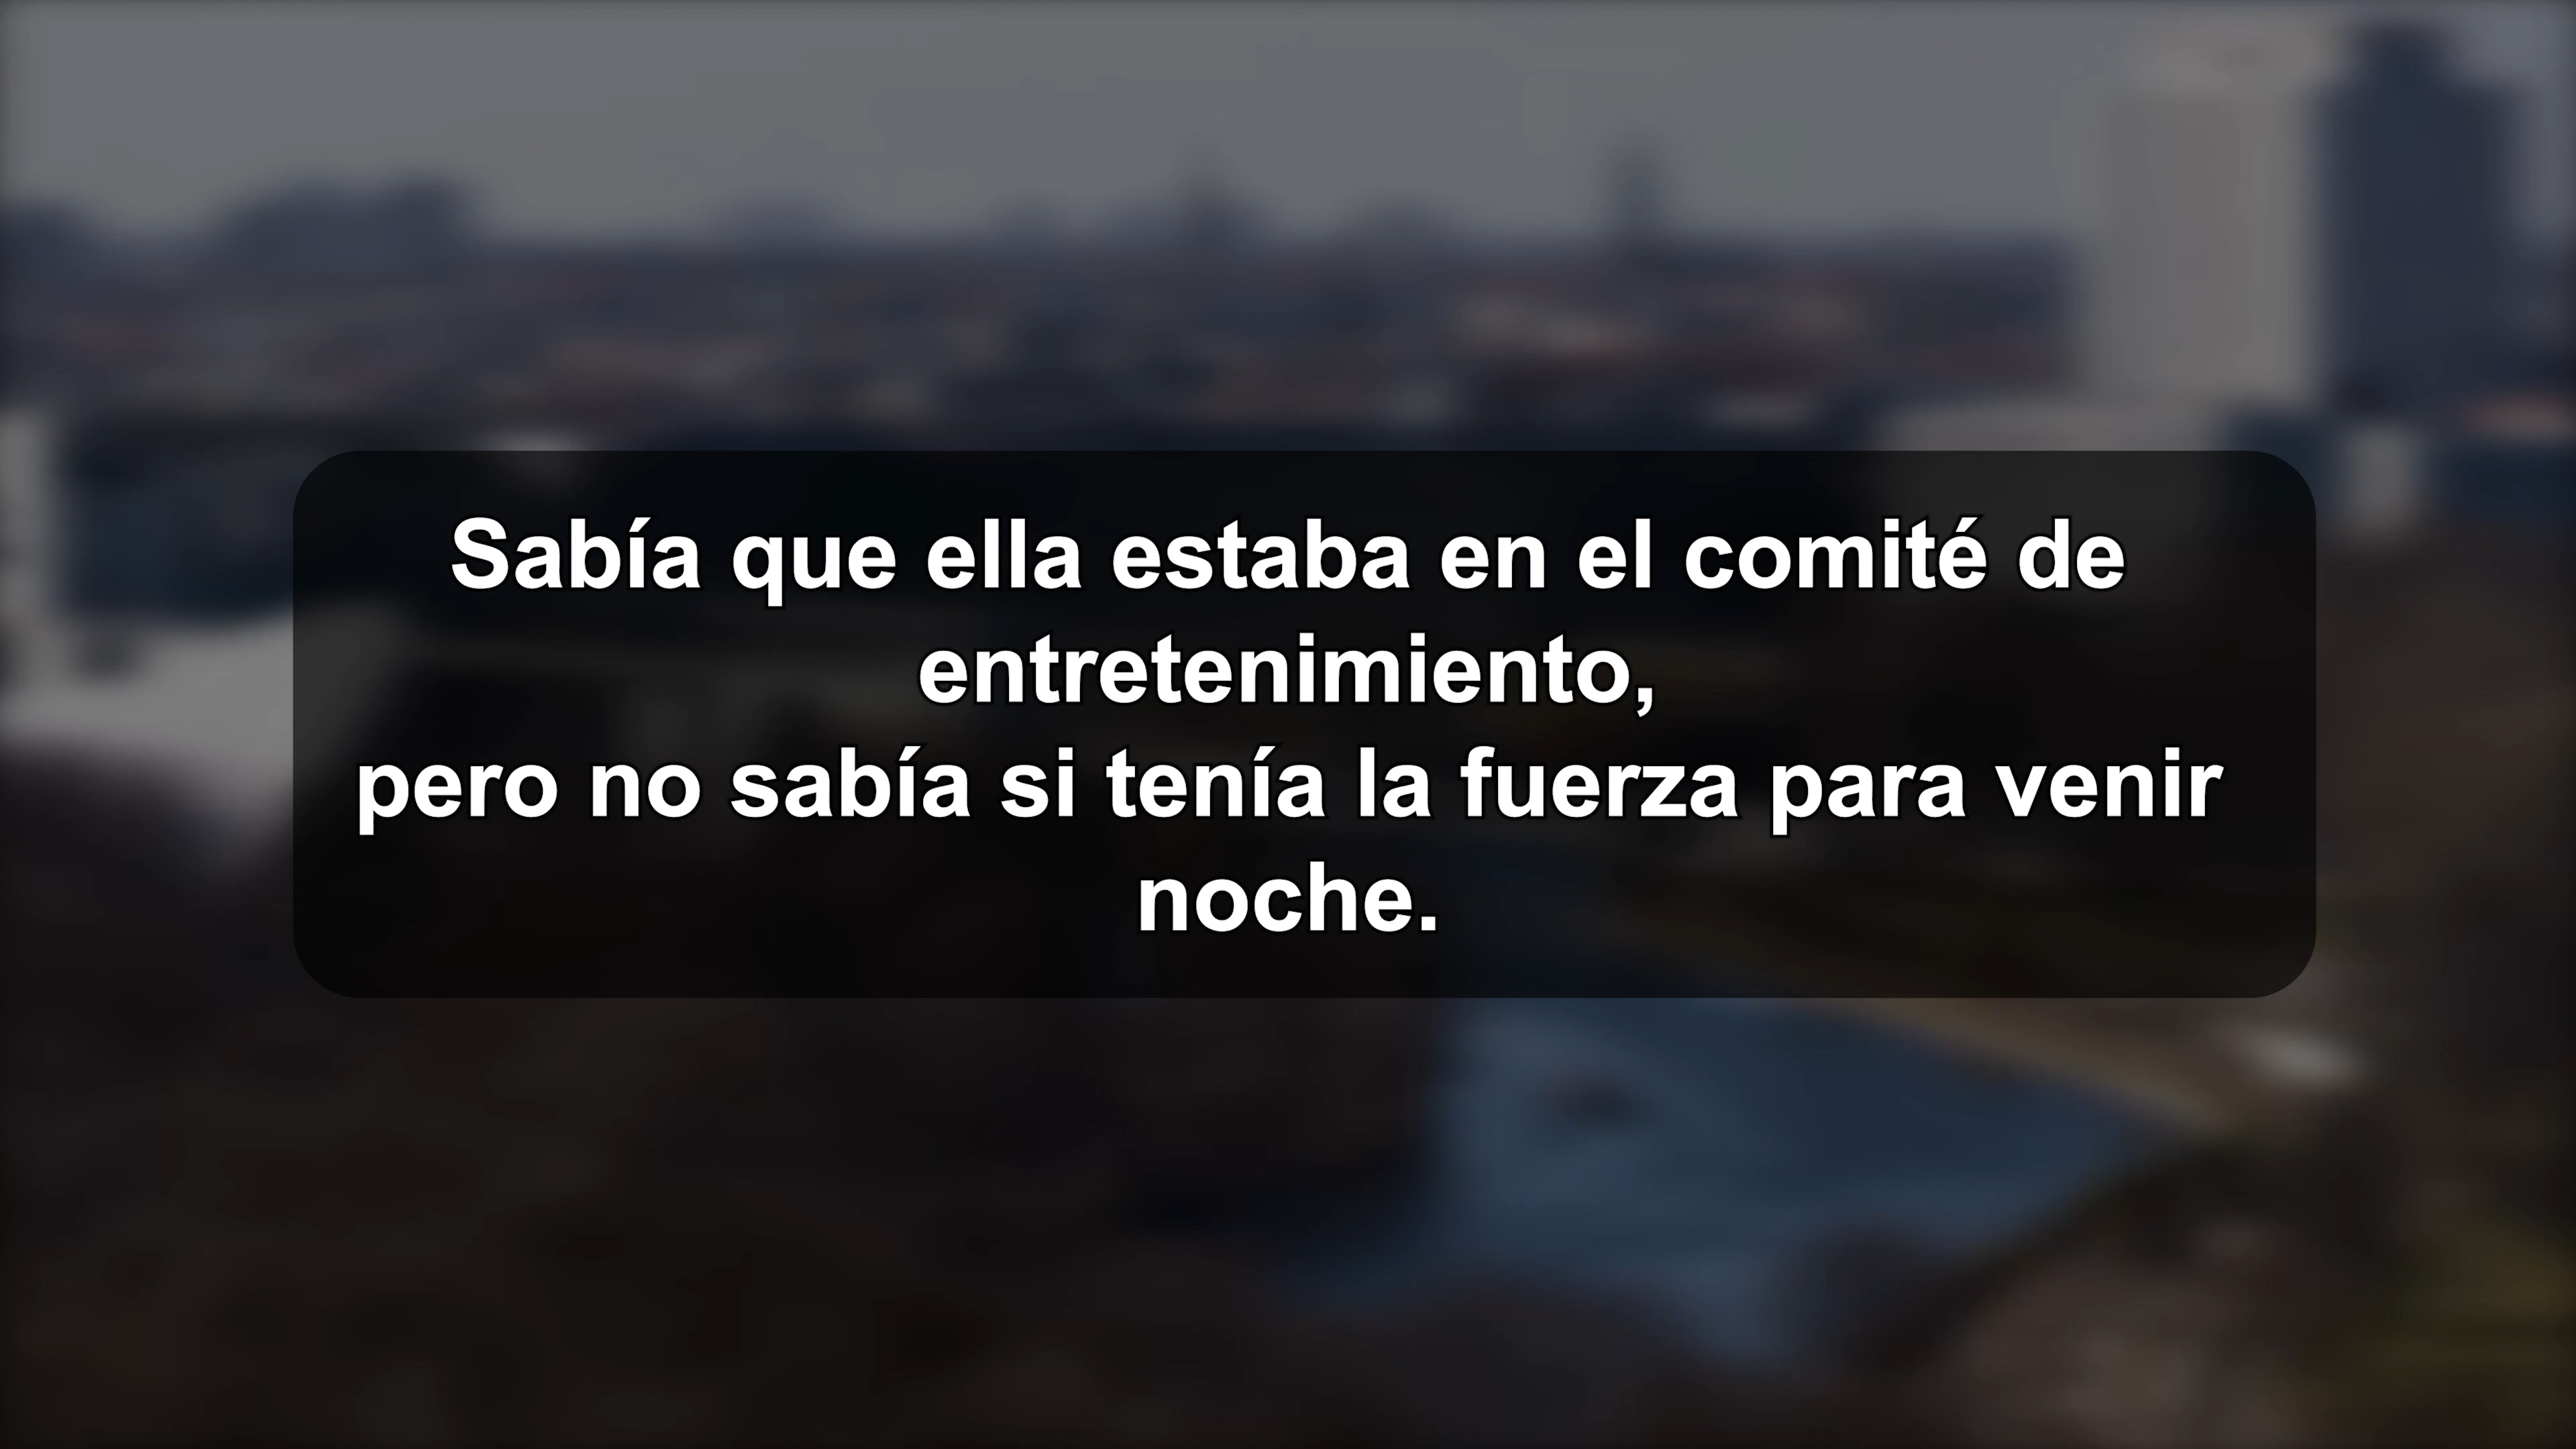 Sabía que ella estaba en el comité de
entretenimiento,
pero no sabía si tenía la fuerza para venir
noche.